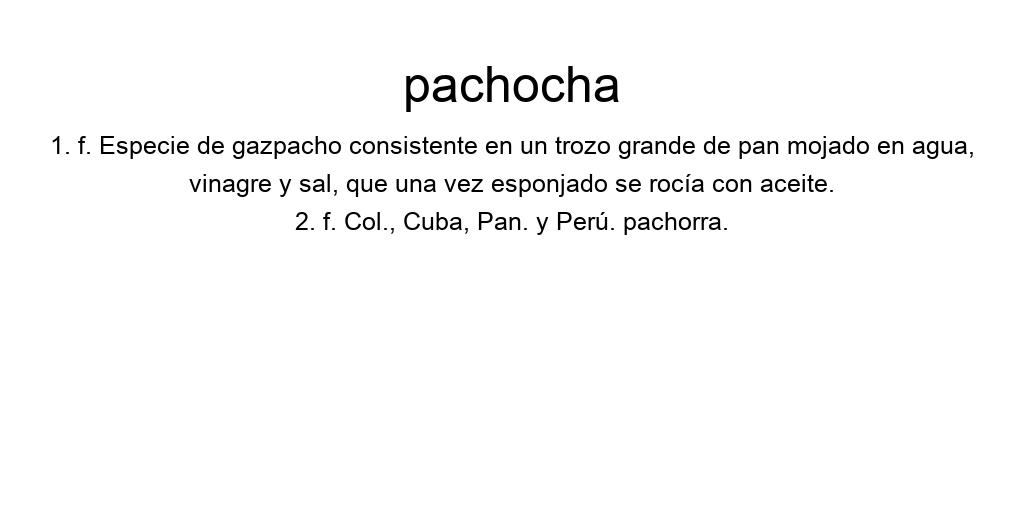 pachocha
1. f. Especie de gazpacho consistente en un trozo grande de pan mojado en agua,
vinagre y sal, que una vez esponjado se rocía con aceite.
2. f. Col., Cuba, Pan. y Perú. pachorra.